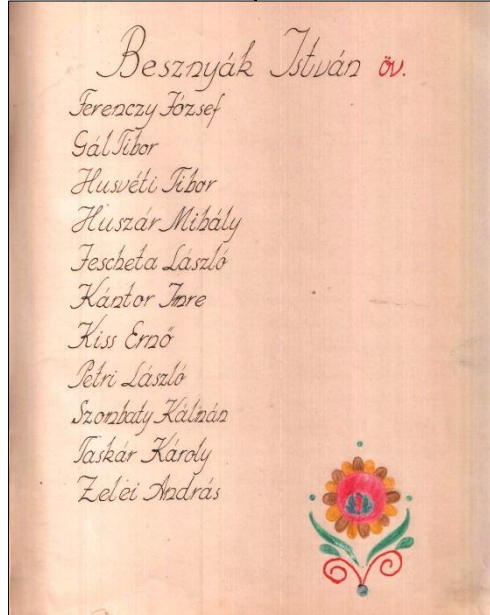 Besznyák István öv.
Ferenczy József
Gál Tibor
Husvéti Tibor
Huszár Mihály
Jescheta László
Kántor Imre
Kiss Ernő
Petri László
Szombaty Kálmán
Taskár Károly
Zelei András